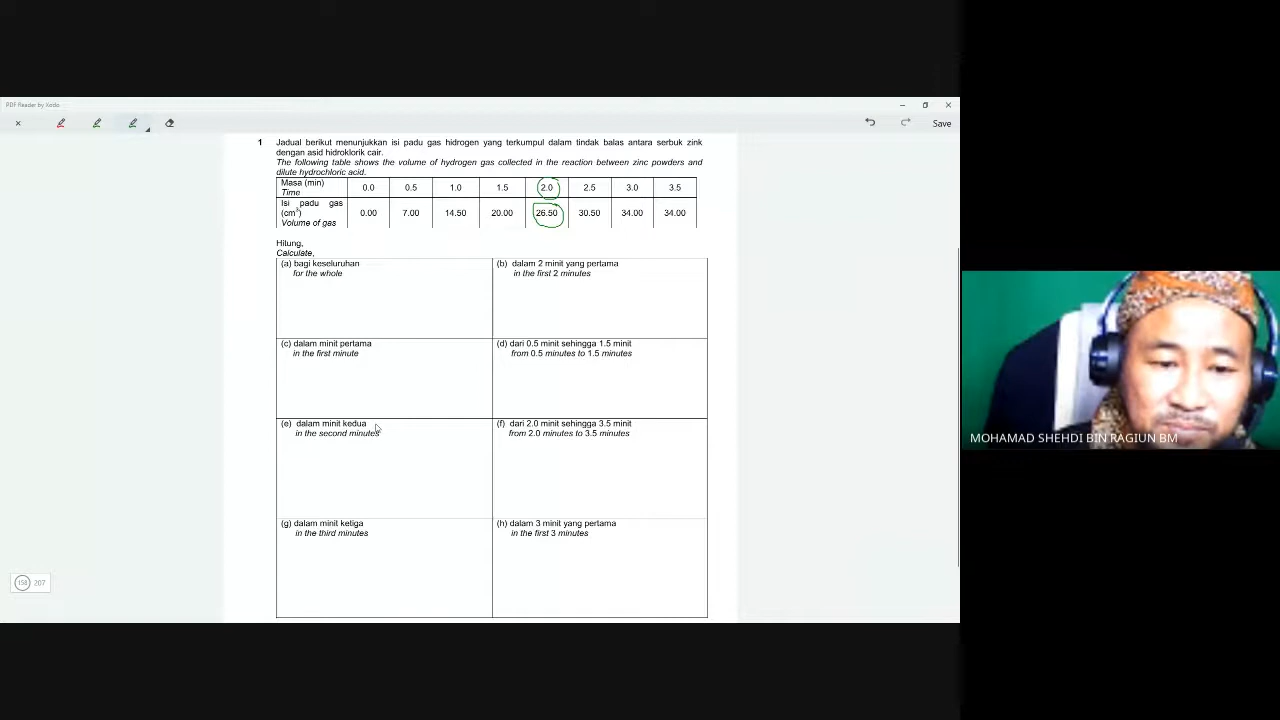 PDF Reader by Xodo
Save
1 Jadual berikut menunjukkan isi padu gas hidrogen yang terkumpul dalam tindak balas antara serbuk zink
dengan asid hidroklorik cair.
The following table shows the volume of hydrogen gas collected in the reaction between zinc powders and
dilute hydrochloric acid.
Masa (min) 0.0 0.5 1.0 1.5 2.0 2.5 3.0 3.5
Time
Isi padu gas
(cm³) 0.00 7.00 14.50 20.00 26.50 30.50 34.00 34.00
Volume of gas
Hitung,
Calculate,
(a) bagi keseluruhan
for the whole
(b) dalam 2 minit yang pertama
in the first 2 minutes
(c) dalam minit pertama
in the first minute
(d) dari 0.5 minit sehingga 1.5 minit
from 0.5 minutes to 1.5 minutes
(e) dalam minit kedua
in the second minutes
(f) dari 2.0 minit sehingga 3.5 minit
from 2.0 minutes to 3.5 minutes
(g) dalam minit ketiga
in the third minutes
(h) dalam 3 minit yang pertama
in the first 3 minutes
158 207
MOHAMAD SHEHDI BIN RAGIUN BM